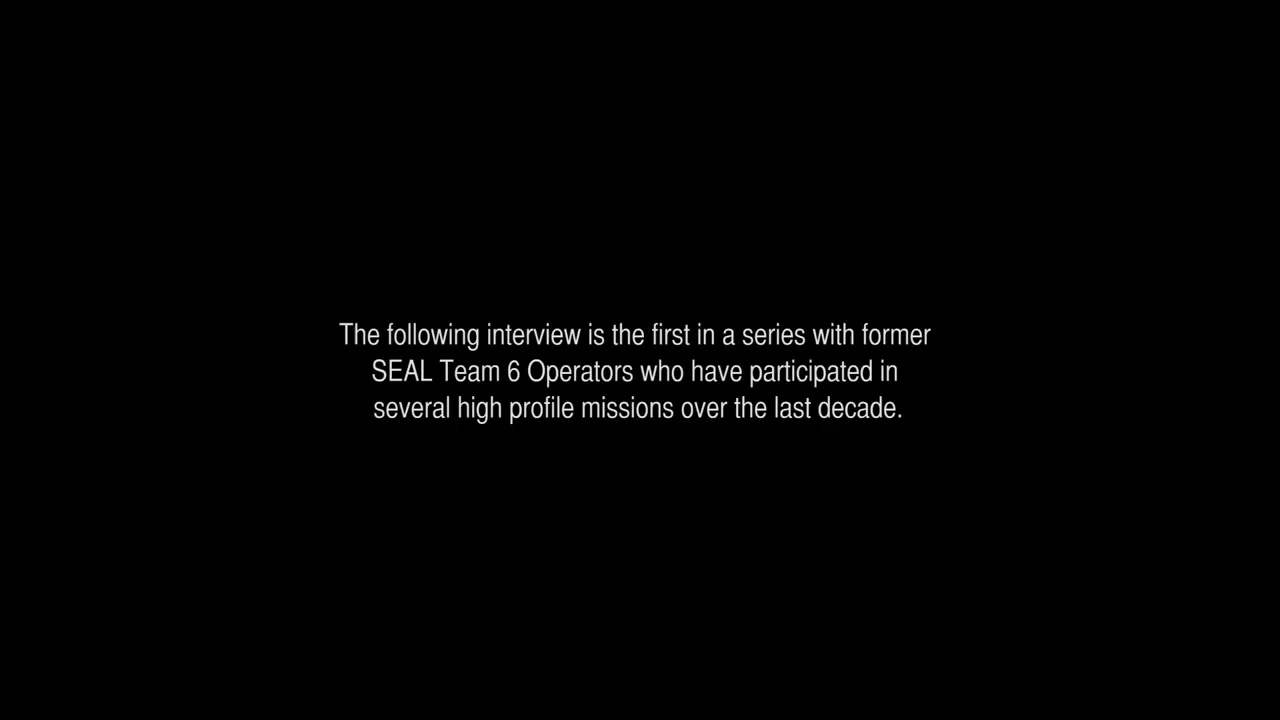 The following interview is the first in a series with former
SEAL Team 6 Operators who have participated in
several high profile missions over the last decade.